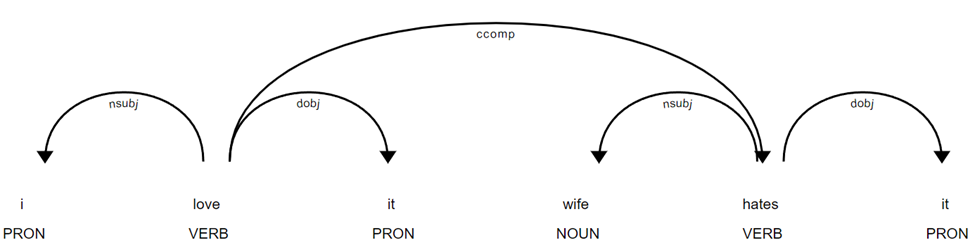 ccomp
nsubj dobj nsubj dobj
i love it wife hates it
PRON VERB PRON NOUN VERB PRON